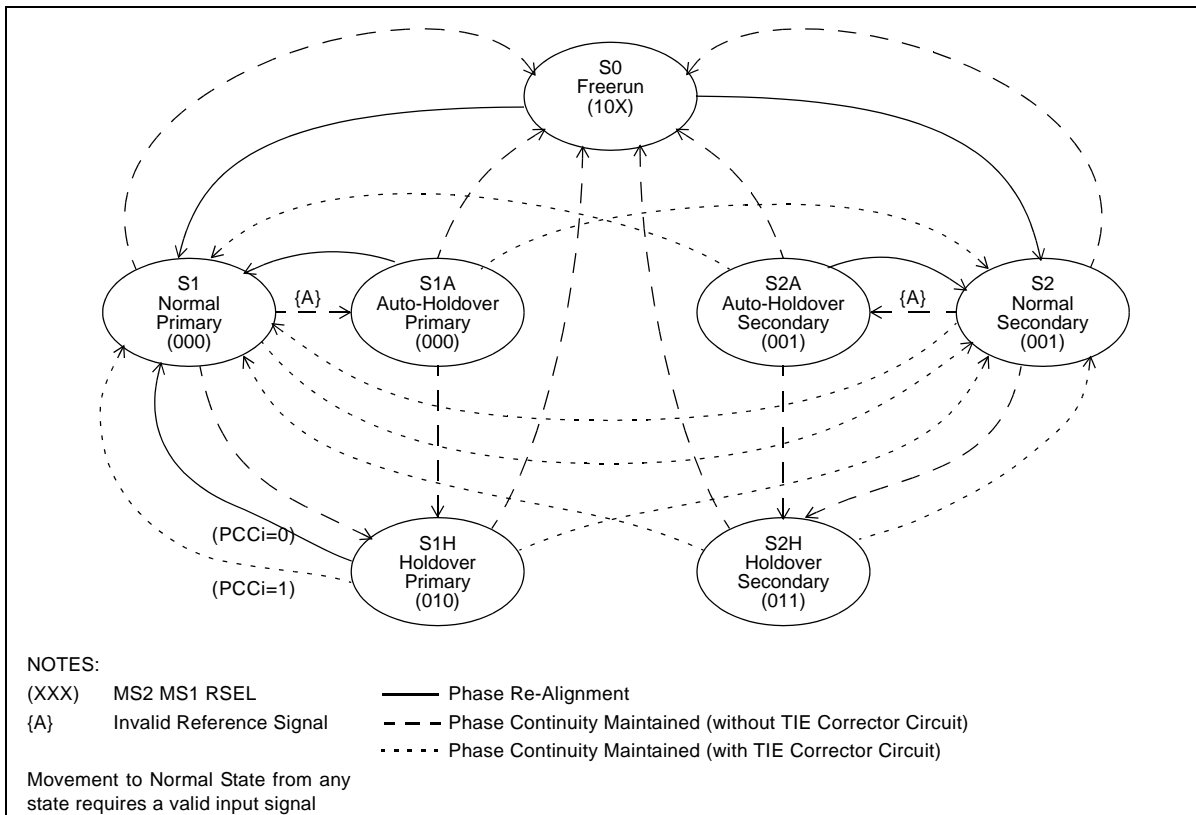 S0
Freerun
(10X)
S1
Normal
Primary
(000)
{A}
S1A
Auto-Holdover
Primary
(000)
S2A
Auto-Holdover
Secondary
(001)
{A}
S2
Normal
Secondary
(001)
(PCCi=0)
(PCCi=1)
S1H
Holdover
Primary
(010)
S2H
Holdover
Secondary
(011)
NOTES:
(XXX) MS2 MS1 RSEL
{A} Invalid Reference Signal
Movement to Normal State from any
state requires a valid input signal
Phase Re-Alignment
Phase Continuity Maintained (without TIE Corrector Circuit)
Phase Continuity Maintained (with TIE Corrector Circuit)